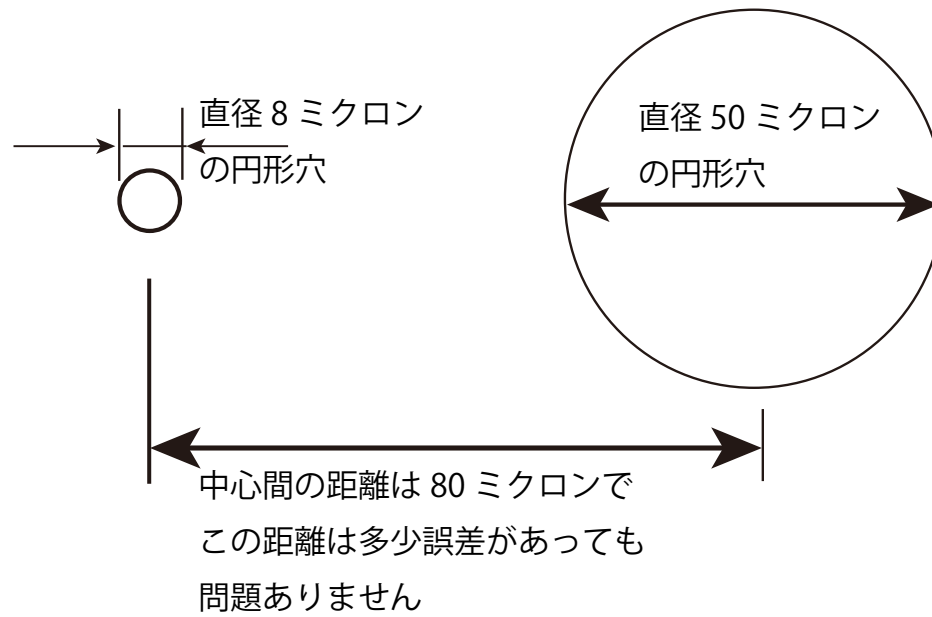 直径 8 ミクロン
の円形穴
直径 50 ミクロン
の円形穴
中心間の距離は 80 ミクロンで
この距離は多少誤差があっても
問題ありません